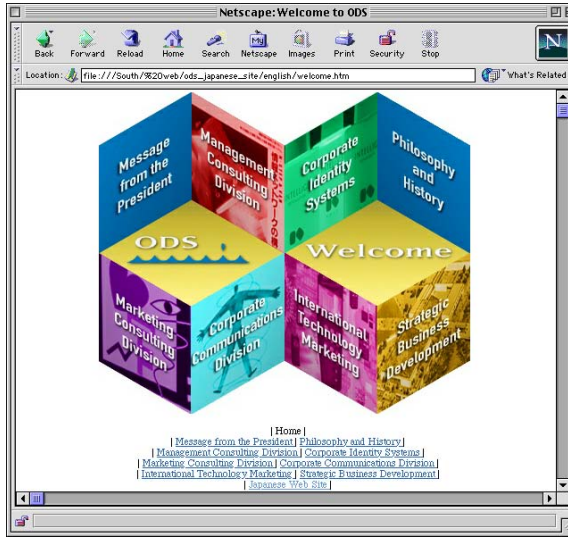 Netscape: Welcome to ODS
Back Forward Reload Home Search Netscape Images Print Security Stop
N
Location: file:///South/%20web/ods_japanese_site/english/welcome.htm What's Related
Message from the President
Management Consulting Division
Corporate Identity Systems
Philosophy and History
ODS
Welcome
Marketing Consulting Division
Corporate Communications Division
International Technology Marketing
Strategic Business Development
| Home |
| Message from the President | Philosophy and History |
| Management Consulting Division | Corporate Identity Systems |
| Marketing Consulting Division | Corporate Communications Division |
| International Technology Marketing | Strategic Business Development |
| Japanese Web Site |